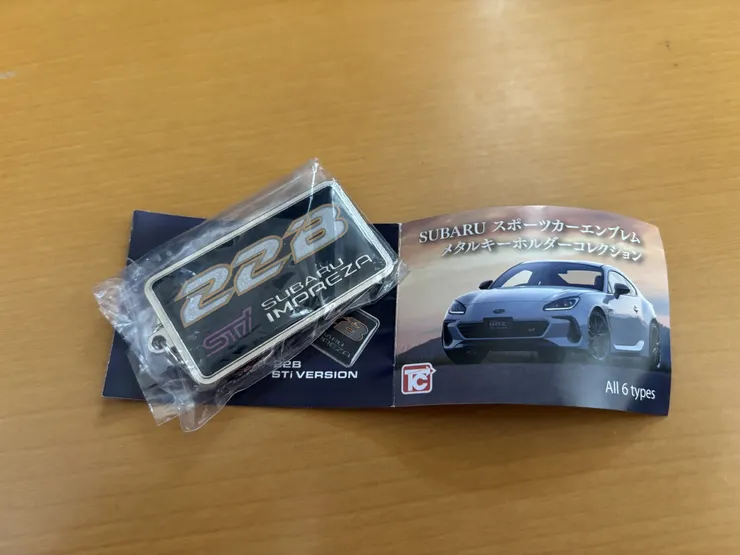 22B
SUBARU
IMPREZA
STI
22B
STi VERSION
SUBARU スポーツカーエンブレム
メタルキーホルダーコレクション
TC
All 6 types